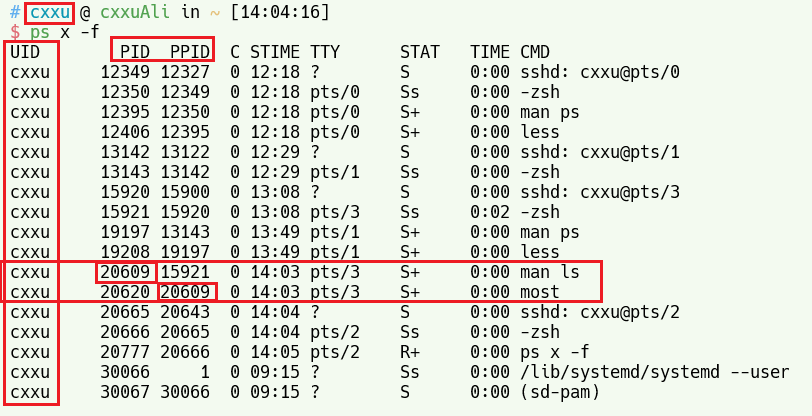 # cxxu @ cxxuAli in ~ [14:04:16]
$ ps x -f
UID        PID  PPID  C STIME TTY      STAT   TIME CMD
cxxu     12349 12327  0 12:18 ?        S      0:00 sshd: cxxu@pts/0
cxxu     12350 12349  0 12:18 pts/0    Ss     0:00 -zsh
cxxu     12395 12350  0 12:18 pts/0    S+     0:00 man ps
cxxu     12406 12395  0 12:18 pts/0    S+     0:00 less
cxxu     13142 13122  0 12:29 ?        S      0:00 sshd: cxxu@pts/1
cxxu     13143 13142  0 12:29 pts/1    Ss     0:00 -zsh
cxxu     15920 15900  0 13:08 ?        S      0:00 sshd: cxxu@pts/3
cxxu     15921 15920  0 13:08 pts/3    Ss     0:02 -zsh
cxxu     19197 13143  0 13:49 pts/1    S+     0:00 man ps
cxxu     19208 19197  0 13:49 pts/1    S+     0:00 less
cxxu     20609 15921  0 14:03 pts/3    S+     0:00 man ls
cxxu     20620 20609  0 14:03 pts/3    S+     0:00 most
cxxu     20665 20643  0 14:04 ?        S      0:00 sshd: cxxu@pts/2
cxxu     20666 20665  0 14:04 pts/2    Ss     0:00 -zsh
cxxu     20777 20666  0 14:05 pts/2    R+     0:00 ps x -f
cxxu     30066     1  0 09:15 ?        Ss     0:00 /lib/systemd/systemd --user
cxxu     30067 30066  0 09:15 ?        S      0:00 (sd-pam)